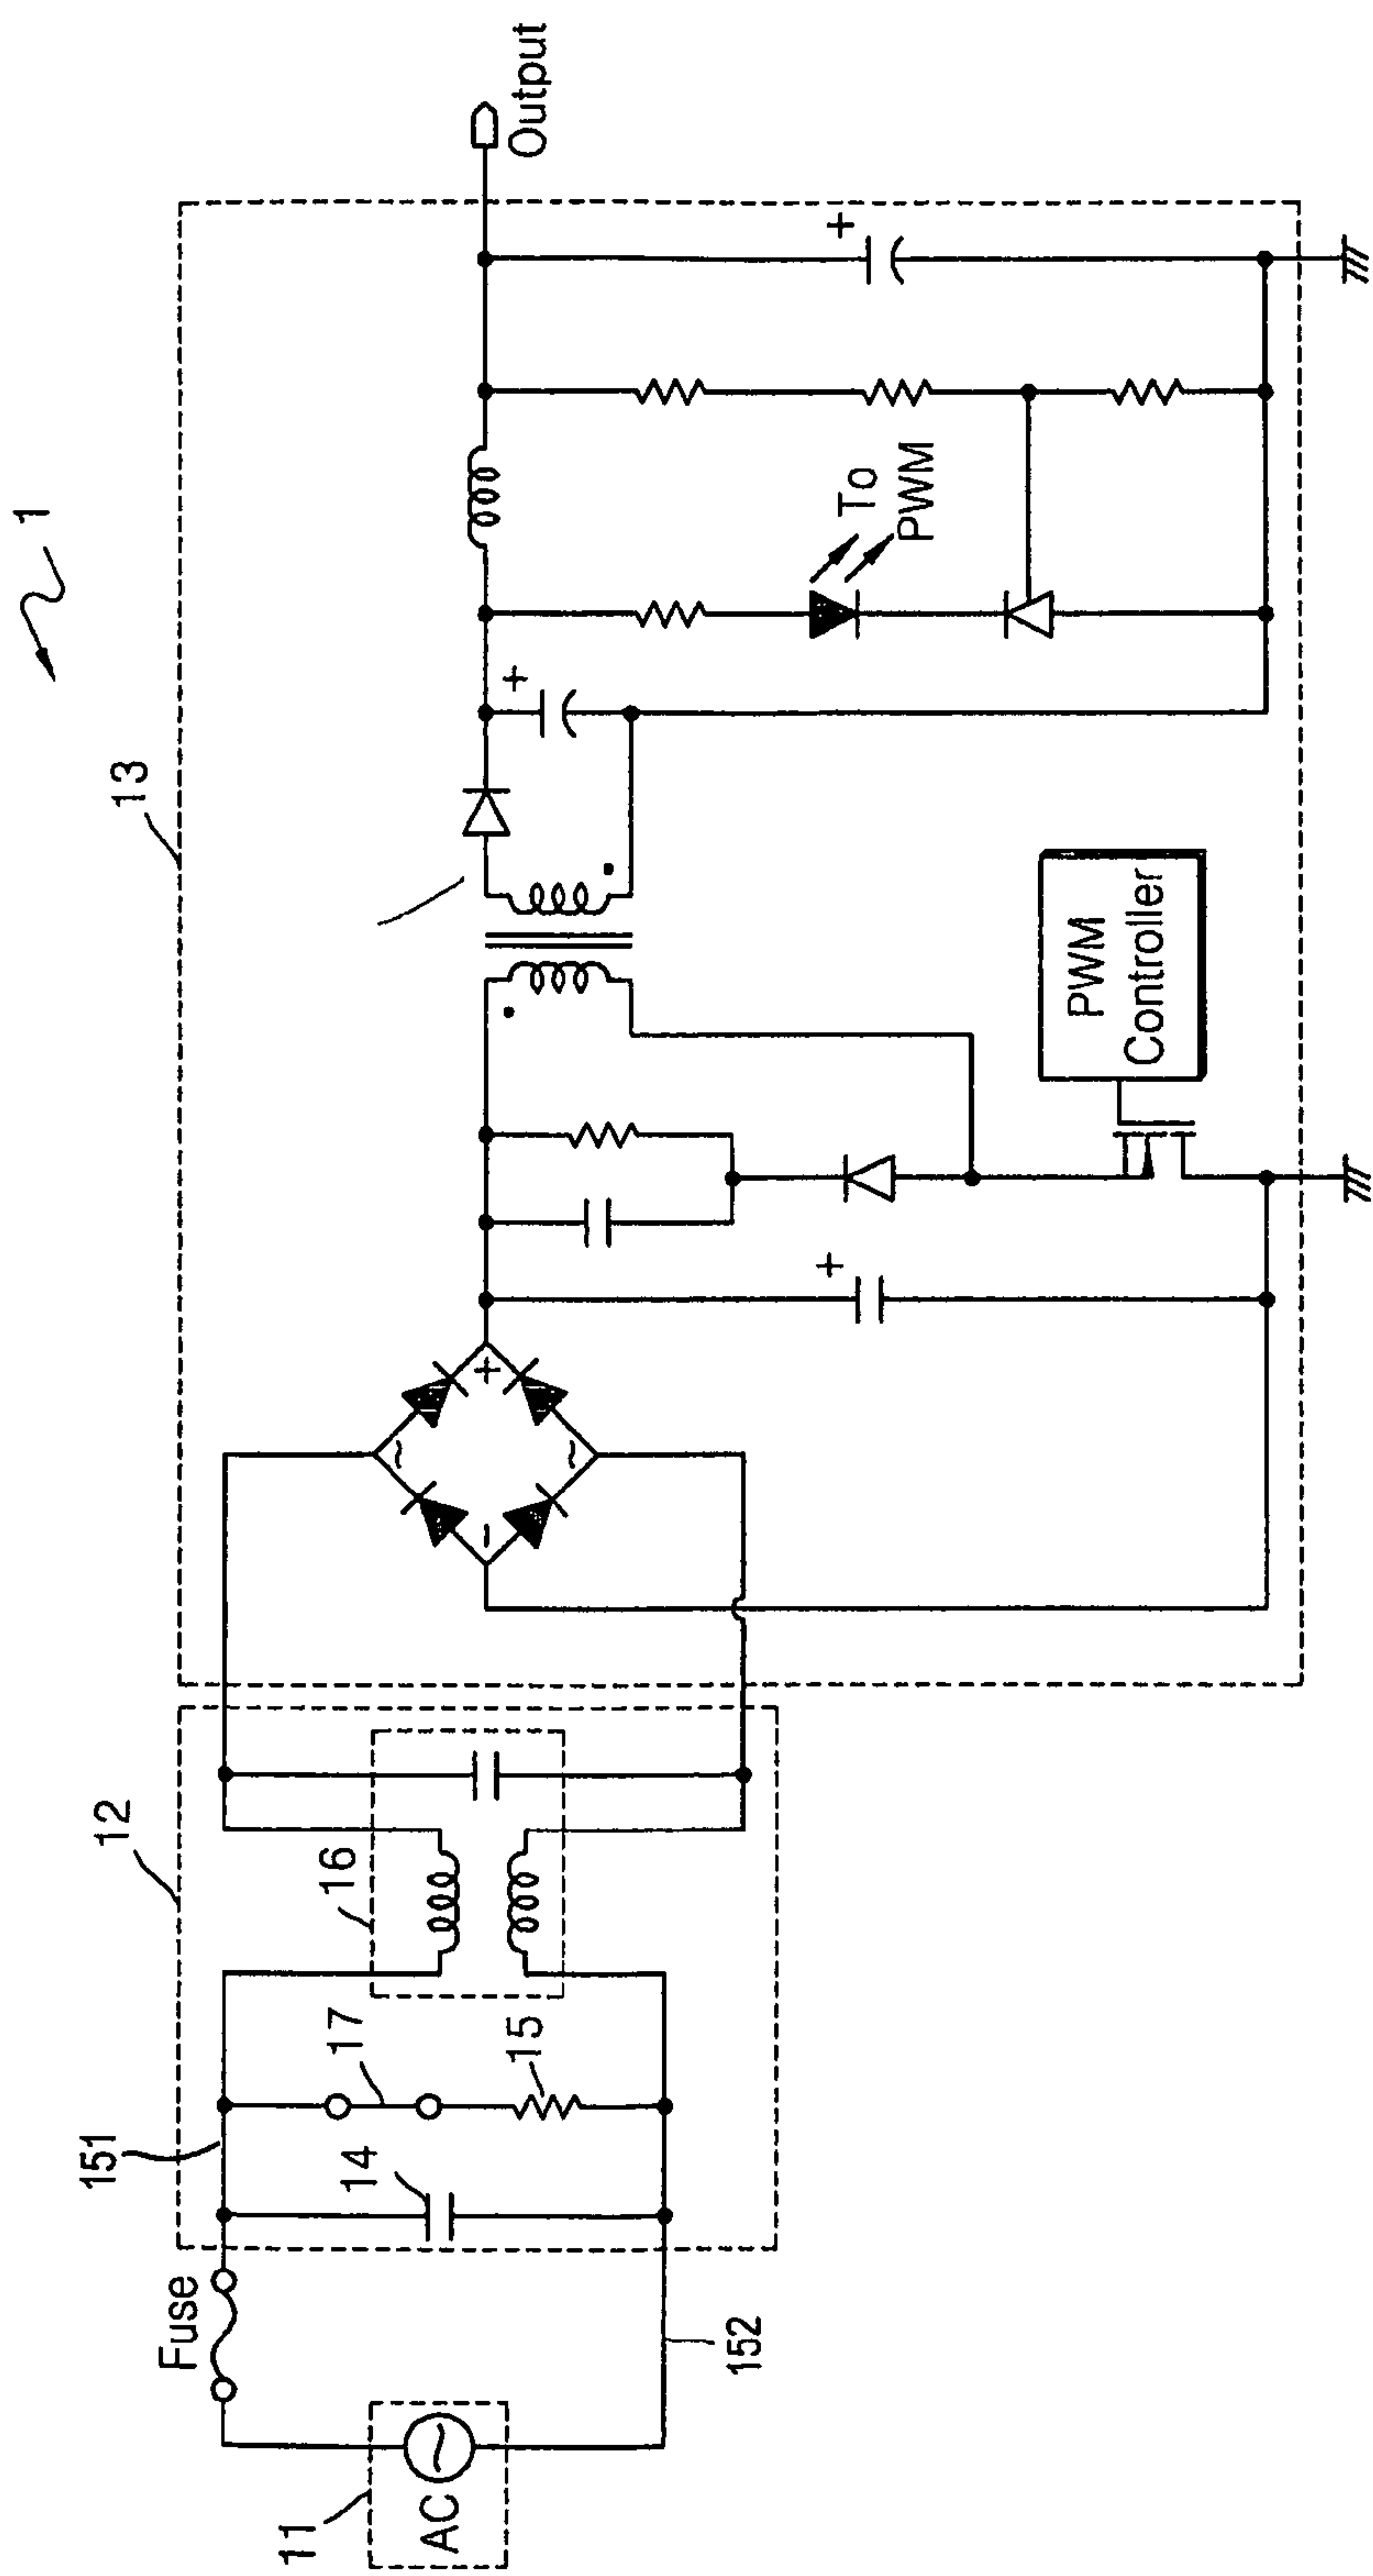 1
13
Output
+
+
To
PWM
PWM
Controller
+
+
~
~
−
12
16
17
15
14
151
152
Fuse
11
AC